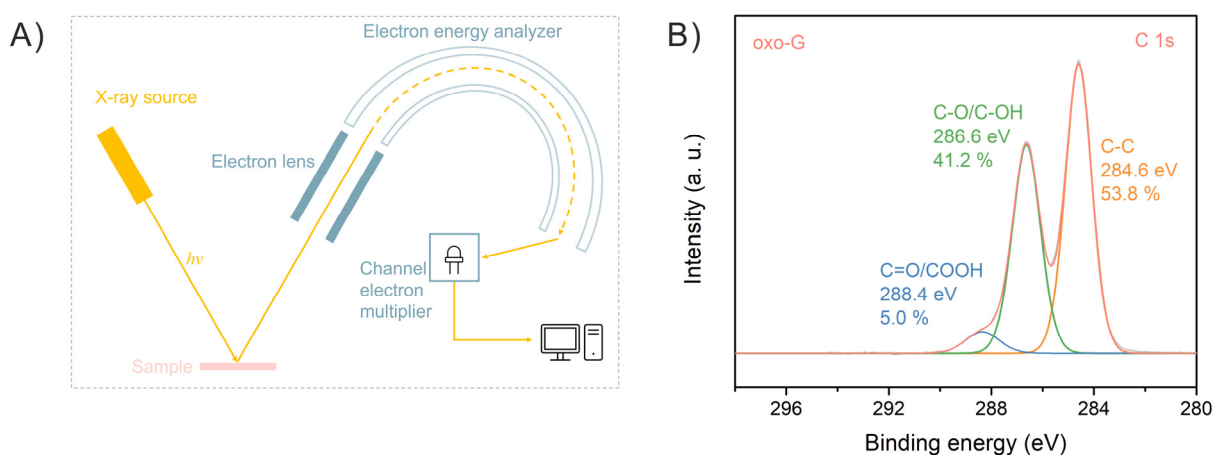 A)
Electron energy analyzer
X-ray source
Electron lens
hν
Channel
electron
multiplier
Sample
B)
oxo-G
C 1s
C-O/C-OH
286.6 eV
41.2 %
C-C
284.6 eV
53.8 %
C=O/COOH
288.4 eV
5.0 %
Intensity (a. u.)
296 292 288 284 280
Binding energy (eV)